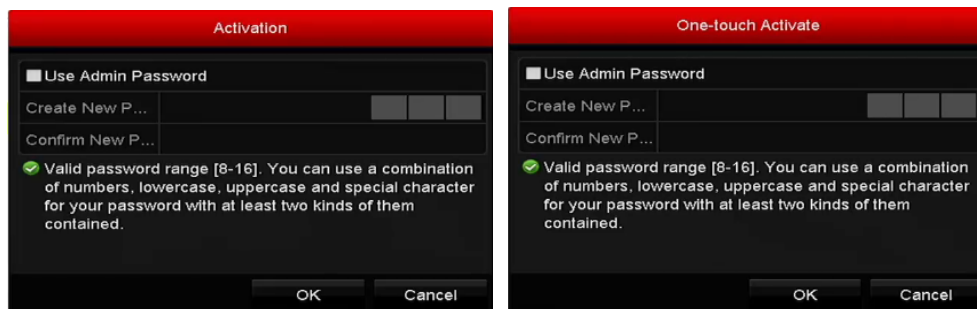 Activation
Use Admin Password
Create New P...
Confirm New P...
Valid password range [8-16]. You can use a combination
of numbers, lowercase, uppercase and special character
for your password with at least two kinds of them
contained.
OK Cancel
One-touch Activate
Use Admin Password
Create New P...
Confirm New P...
Valid password range [8-16]. You can use a combination
of numbers, lowercase, uppercase and special character
for your password with at least two kinds of them
contained.
OK Cancel